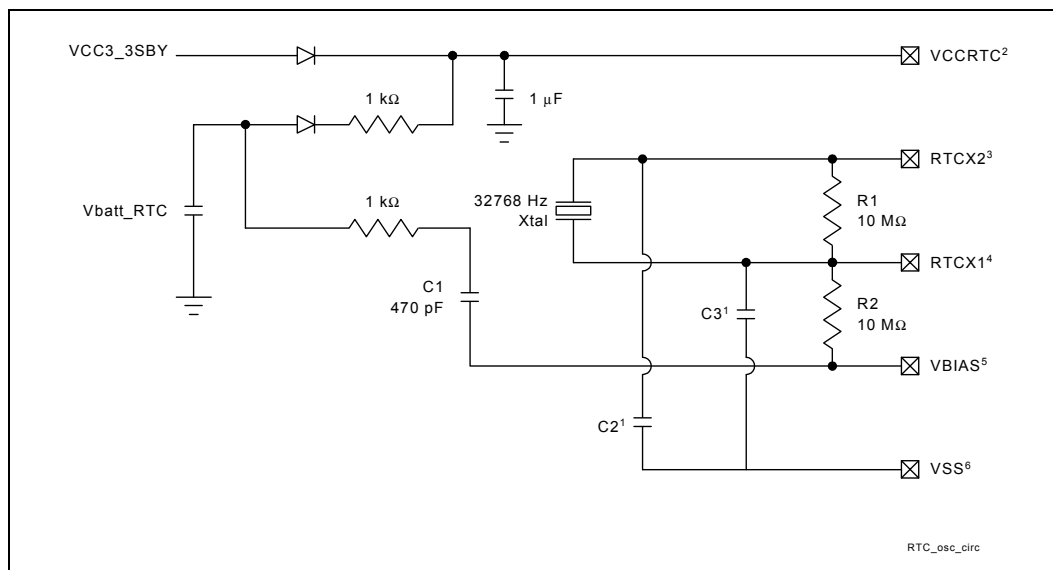 VCC3_3SBY
VCCRTC²
1 kΩ
1 µF
RTCX2³
Vbatt_RTC
1 kΩ
32768 Hz
Xtal
R1
10 MΩ
RTCX1⁴
C1
470 pF
C3¹
R2
10 MΩ
VBIAS⁵
C2¹
VSS⁶
RTC_osc_circ